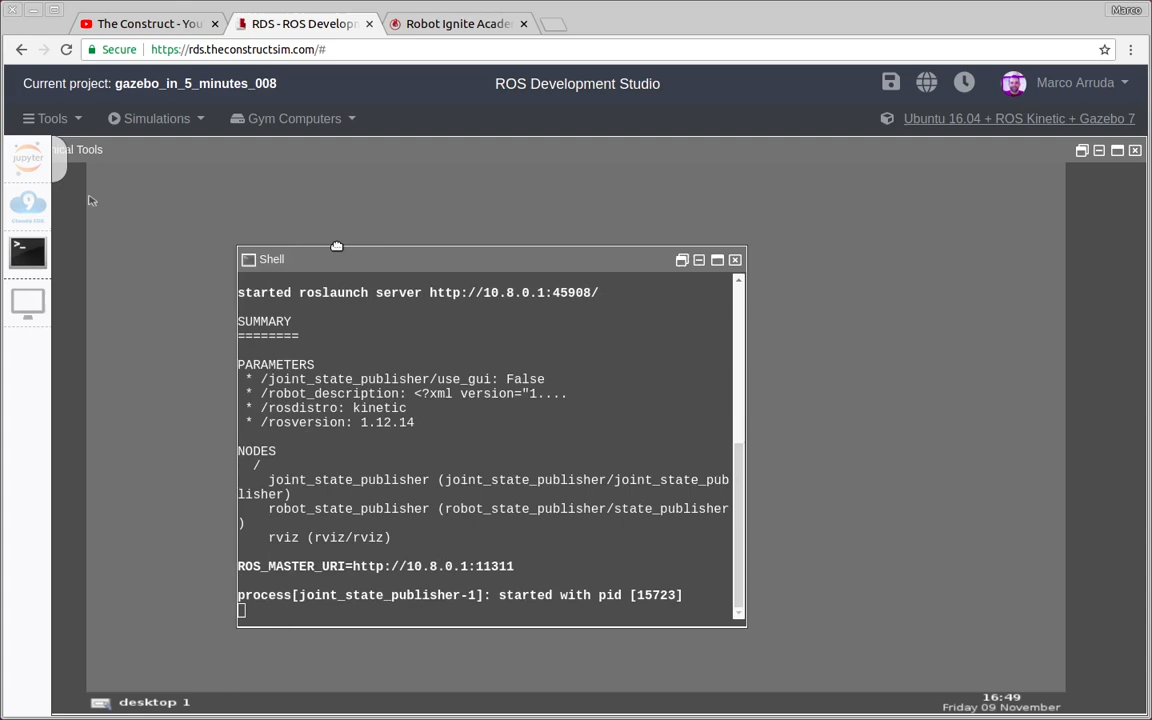 Marco
The Construct - You
RDS - ROS Developm
Robot Ignite Acade
Secure
https://rds.theconstructsim.com/#
Current project: gazebo_in_5_minutes_008
ROS Development Studio
Marco Arruda
Tools
Simulations
Gym Computers
Ubuntu 16.04 + ROS Kinetic + Gazebo 7
jupyter
ical Tools
9
>_
Shell
started roslaunch server http://10.8.0.1:45908/
SUMMARY
========
PARAMETERS
* /joint_state_publisher/use_gui: False
* /robot_description: <?xml version="1....
* /rosdistro: kinetic
* /rosversion: 1.12.14
NODES
/
joint_state_publisher (joint_state_publisher/joint_state_pub
lisher)
robot_state_publisher (robot_state_publisher/state_publisher
)
rviz (rviz/rviz)
ROS_MASTER_URI=http://10.8.0.1:11311
process[joint_state_publisher-1]: started with pid [15723]
desktop 1
16:49
Friday 09 November